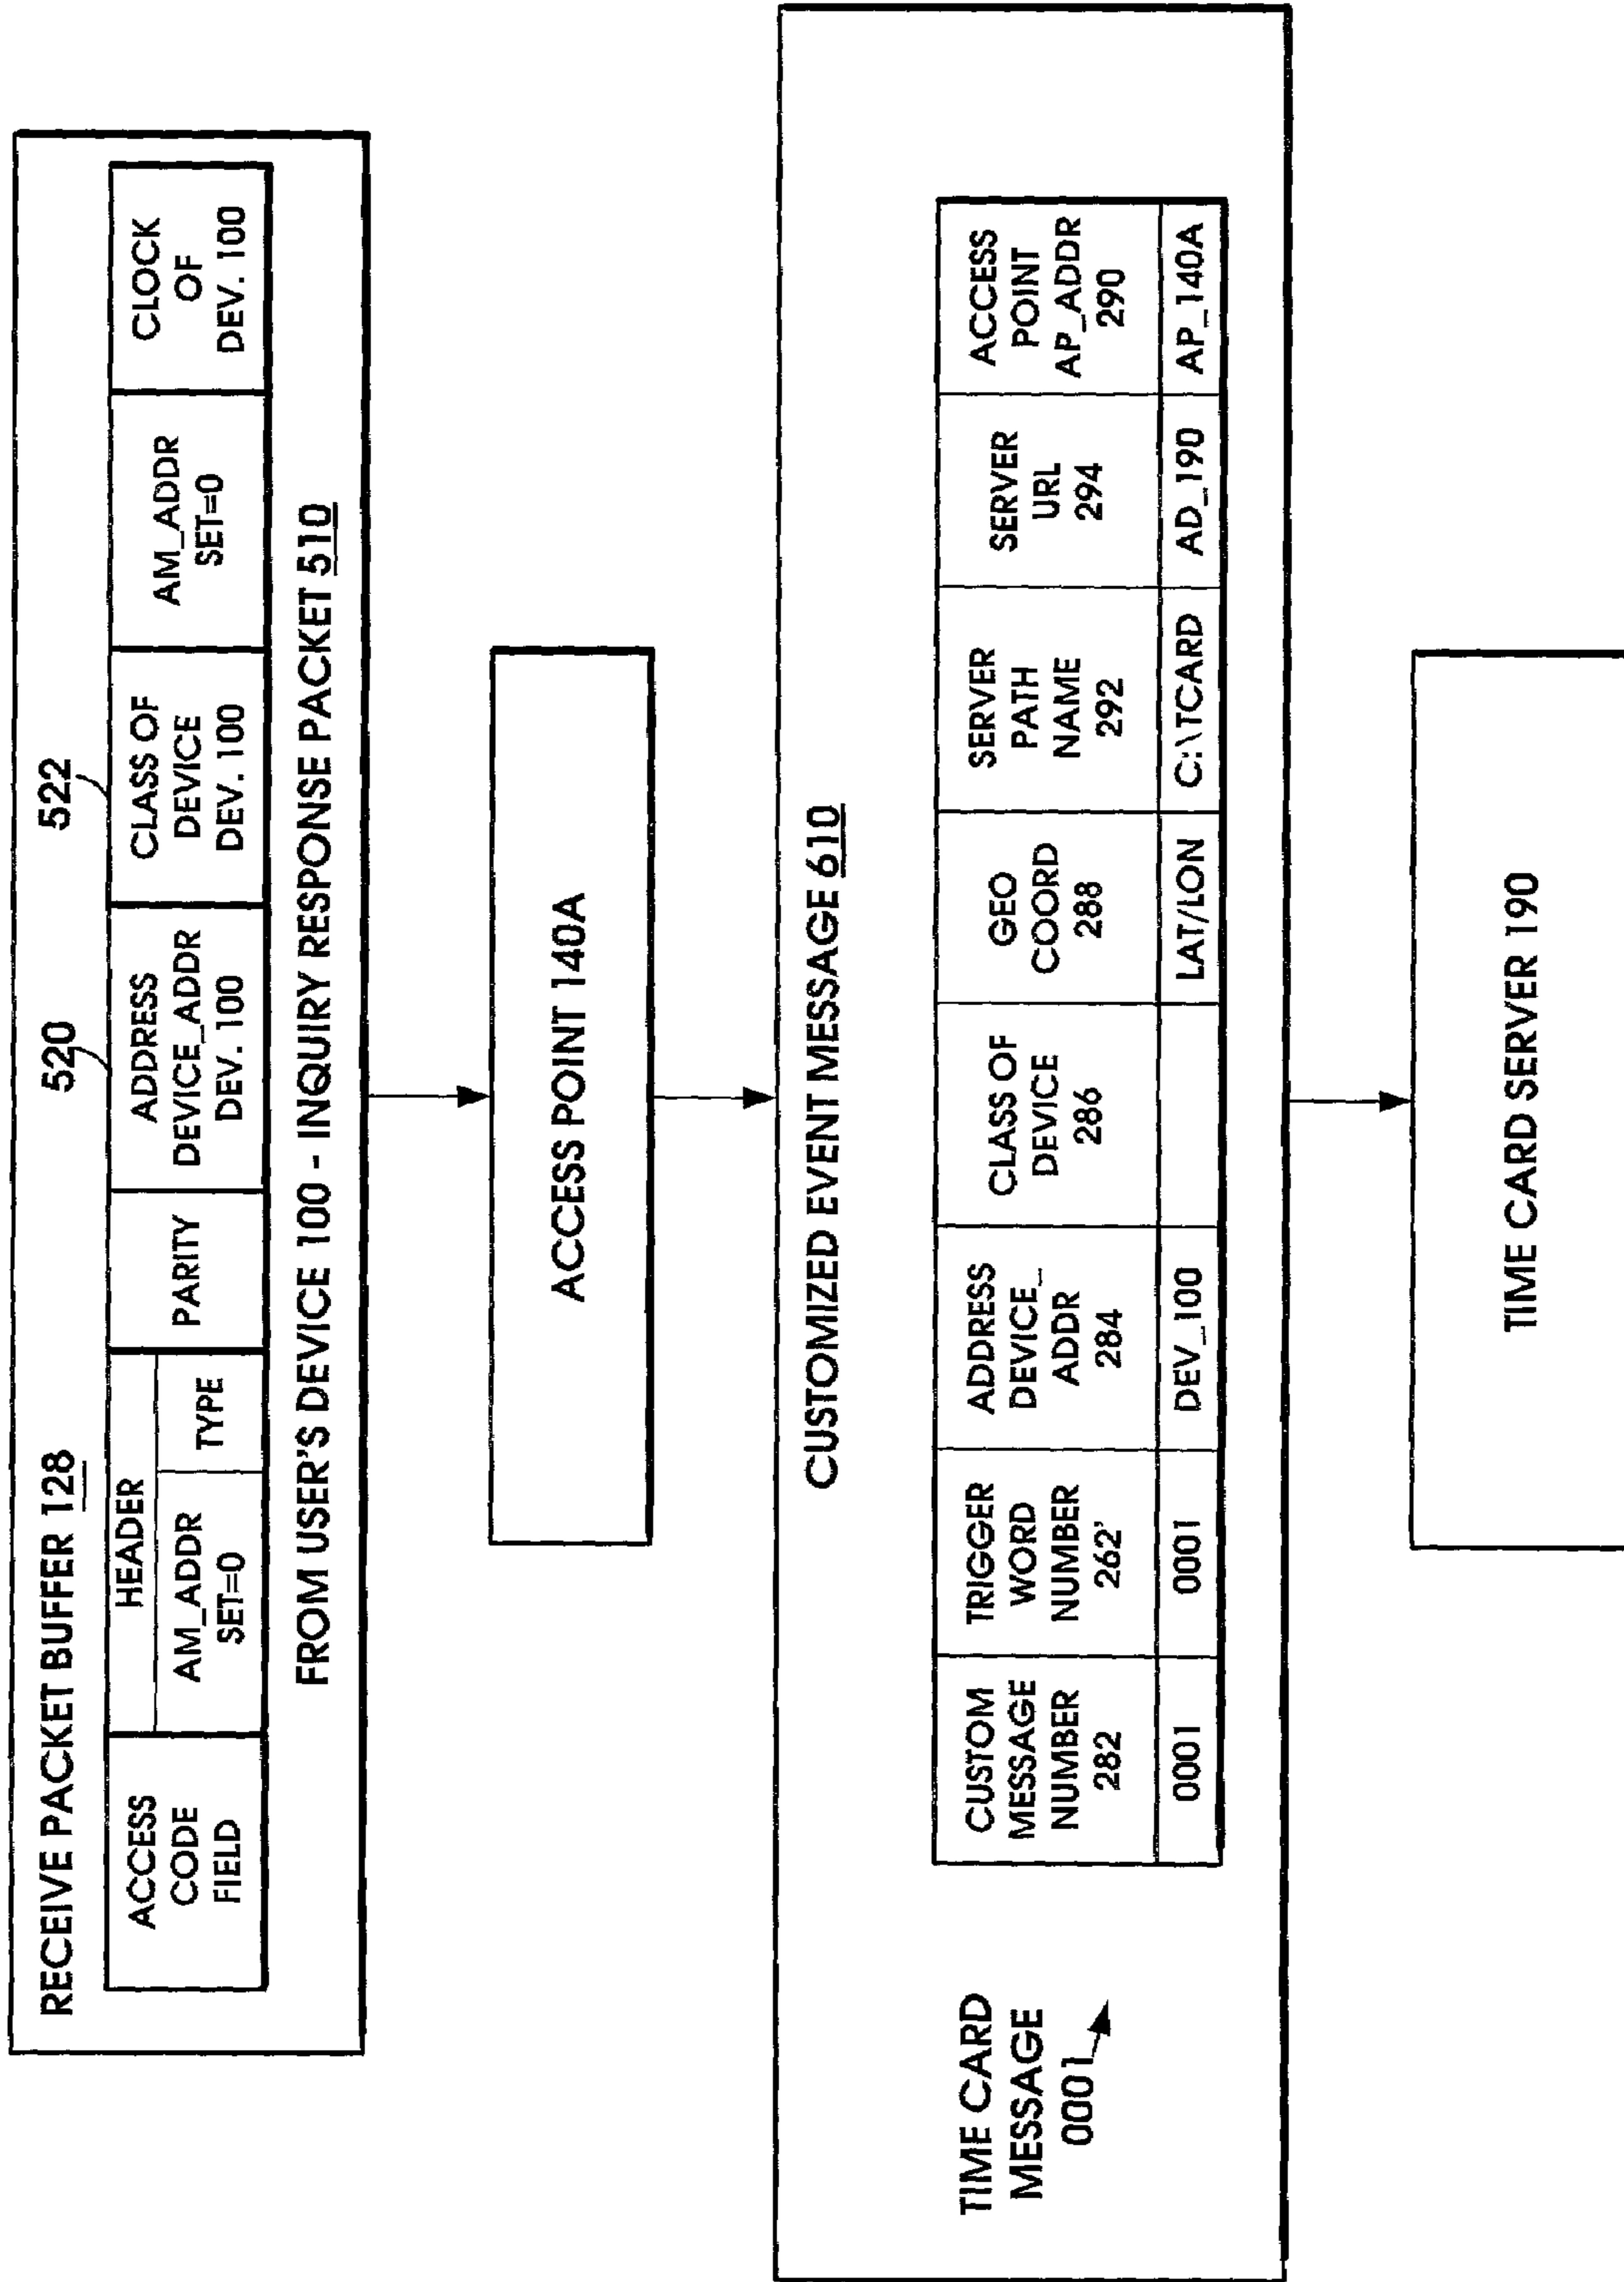 RECEIVE PACKET BUFFER 128
520
522
ACCESS
CODE
FIELD
HEADER
AM_ADDR
SET=0
TYPE
PARITY
ADDRESS
DEVICE_ADDR
DEV. 100
CLASS OF
DEVICE
DEV. 100
AM_ADDR
SET=0
CLOCK
OF
DEV. 100
FROM USER'S DEVICE 100 - INQUIRY RESPONSE PACKET 510
ACCESS POINT 140A
CUSTOMIZED EVENT MESSAGE 610
TIME CARD
MESSAGE
0001
CUSTOM
MESSAGE
NUMBER
282
TRIGGER
WORD
NUMBER
262'
ADDRESS
DEVICE_
ADDR
284
CLASS OF
DEVICE
286
GEO
COORD
288
SERVER
PATH
NAME
292
SERVER
URL
294
ACCESS
POINT
AP_ADDR
290
0001
0001
DEV_100
LAT/LON
C:\TCARD
AD_190
AP_140A
TIME CARD SERVER 190